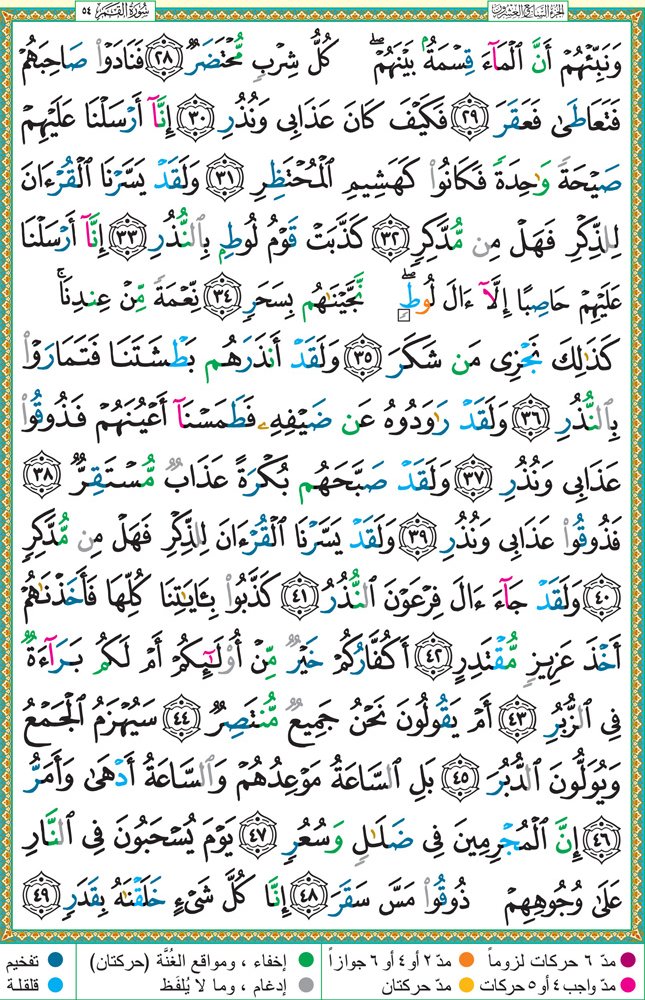 الجزء السابع والعشرون سورة القمر ٥٤
وَنَبِّئْهُمْ أَنَّ ٱلْمَآءَ قِسْمَةٌۢ بَيْنَهُمْۖ كُلُّ شِرْبٍ مُّحْتَضَرٌ ۝٢٨ فَنَادَوْا۟ صَاحِبَهُمْ
فَتَعَاطَىٰ فَعَقَرَ ۝٢٩ فَكَيْفَ كَانَ عَذَابِى وَنُذُرِ ۝٣٠ إِنَّآ أَرْسَلْنَا عَلَيْهِمْ
صَيْحَةً وَٰحِدَةً فَكَانُوا۟ كَهَشِيمِ ٱلْمُحْتَظِرِ ۝٣١ وَلَقَدْ يَسَّرْنَا ٱلْقُرْءَانَ
لِلذِّكْرِ فَهَلْ مِن مُّدَّكِرٍ ۝٣٢ كَذَّبَتْ قَوْمُ لُوطٍۭ بِٱلنُّذُرِ ۝٣٣ إِنَّآ أَرْسَلْنَا
عَلَيْهِمْ حَاصِبًا إِلَّآ ءَالَ لُوطٍۖ نَّجَّيْنَٰهُم بِسَحَرٍ ۝٣٤ نِّعْمَةً مِّنْ عِندِنَاۚ
كَذَٰلِكَ نَجْزِى مَن شَكَرَ ۝٣٥ وَلَقَدْ أَنذَرَهُم بَطْشَتَنَا فَتَمَارَوْا۟
بِٱلنُّذُرِ ۝٣٦ وَلَقَدْ رَٰوَدُوهُ عَن ضَيْفِهِۦ فَطَمَسْنَآ أَعْيُنَهُمْ فَذُوقُوا۟
عَذَابِى وَنُذُرِ ۝٣٧ وَلَقَدْ صَبَّحَهُم بُكْرَةً عَذَابٌ مُّسْتَقِرٌّ ۝٣٨
فَذُوقُوا۟ عَذَابِى وَنُذُرِ ۝٣٩ وَلَقَدْ يَسَّرْنَا ٱلْقُرْءَانَ لِلذِّكْرِ فَهَلْ مِن مُّدَّكِرٍ
۝٤٠ وَلَقَدْ جَآءَ ءَالَ فِرْعَوْنَ ٱلنُّذُرُ ۝٤١ كَذَّبُوا۟ بِـَٔايَٰتِنَا كُلِّهَا فَأَخَذْنَٰهُمْ
أَخْذَ عَزِيزٍ مُّقْتَدِرٍ ۝٤٢ أَكُفَّارُكُمْ خَيْرٌ مِّنْ أُو۟لَٰٓئِكُمْ أَمْ لَكُم بَرَآءَةٌ
فِى ٱلزُّبُرِ ۝٤٣ أَمْ يَقُولُونَ نَحْنُ جَمِيعٌ مُّنتَصِرٌ ۝٤٤ سَيُهْزَمُ ٱلْجَمْعُ
وَيُوَلُّونَ ٱلدُّبُرَ ۝٤٥ بَلِ ٱلسَّاعَةُ مَوْعِدُهُمْ وَٱلسَّاعَةُ أَدْهَىٰ وَأَمَرُّ
۝٤٦ إِنَّ ٱلْمُجْرِمِينَ فِى ضَلَٰلٍ وَسُعُرٍ ۝٤٧ يَوْمَ يُسْحَبُونَ فِى ٱلنَّارِ
عَلَىٰ وُجُوهِهِمْ ذُوقُوا۟ مَسَّ سَقَرَ ۝٤٨ إِنَّا كُلَّ شَىْءٍ خَلَقْنَٰهُ بِقَدَرٍ ۝٤٩
مدّ ٦ حركات لزوماً مدّ ٢ أو ٤ أو ٦ جوازاً إخفاء ، ومواقع الغُنَّة (حركتان) تفخيم
مدّ واجب ٤ أو ٥ حركات مدّ حركتان إدغام ، وما لا يُلفَظ قلقلة